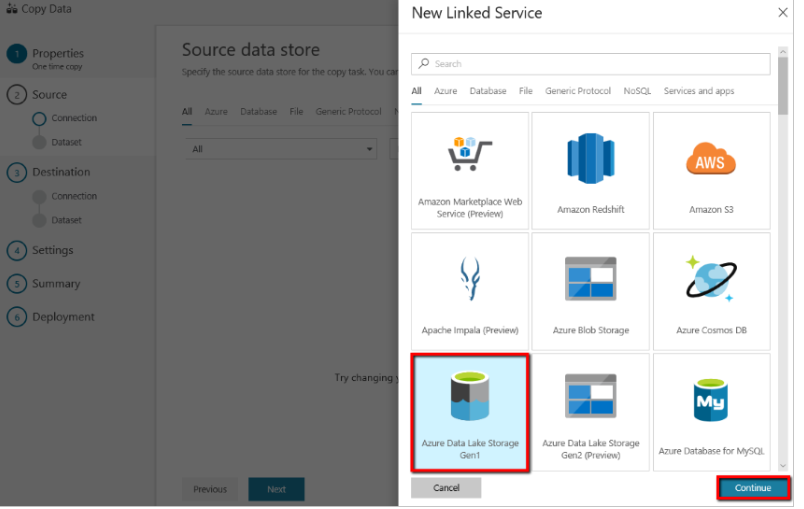 Copy Data
1 Properties
One time copy
2 Source
Connection
Dataset
3 Destination
Connection
Dataset
4 Settings
5 Summary
6 Deployment
Source data store
Specify the source data store for the copy task. You can
All Azure Database File Generic Protocol N
All
Try changing y
Previous Next
New Linked Service
Search
All Azure Database File Generic Protocol NoSQL Services and apps
Amazon Marketplace Web
Service (Preview)
Amazon Redshift
AWS
Amazon S3
Apache Impala (Preview)
Azure Blob Storage
Azure Cosmos DB
Azure Data Lake Storage
Gen1
Azure Data Lake Storage
Gen2 (Preview)
My
Azure Database for MySQL
Cancel Continue